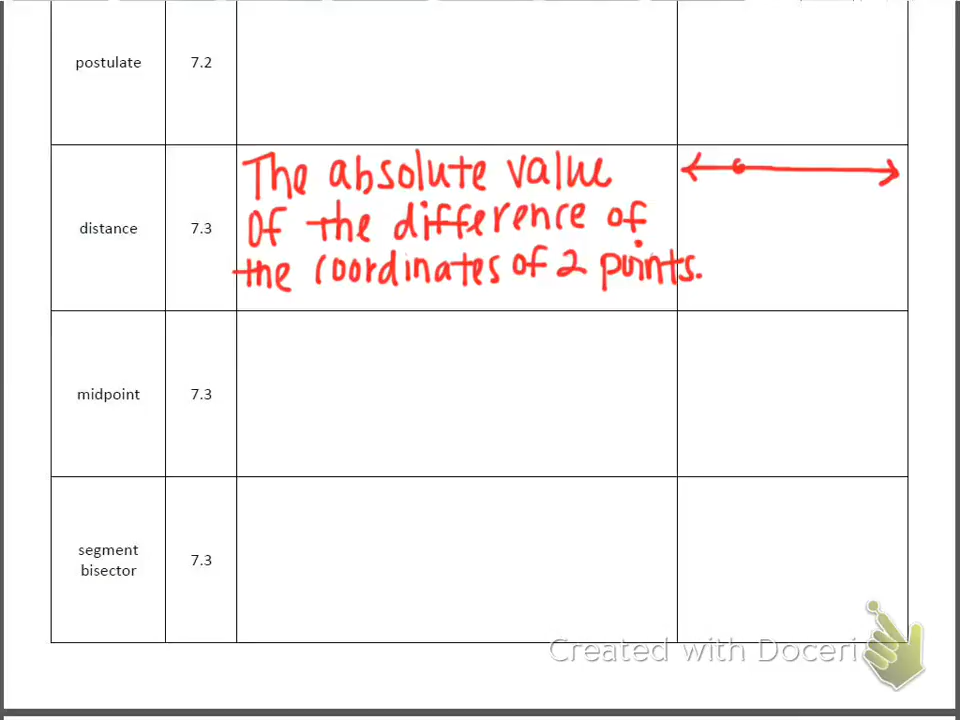 postulate 7.2
distance 7.3
The absolute value
Of the difference of
the coordinates of 2 points.
midpoint 7.3
segment
bisector 7.3
Created with Doceri